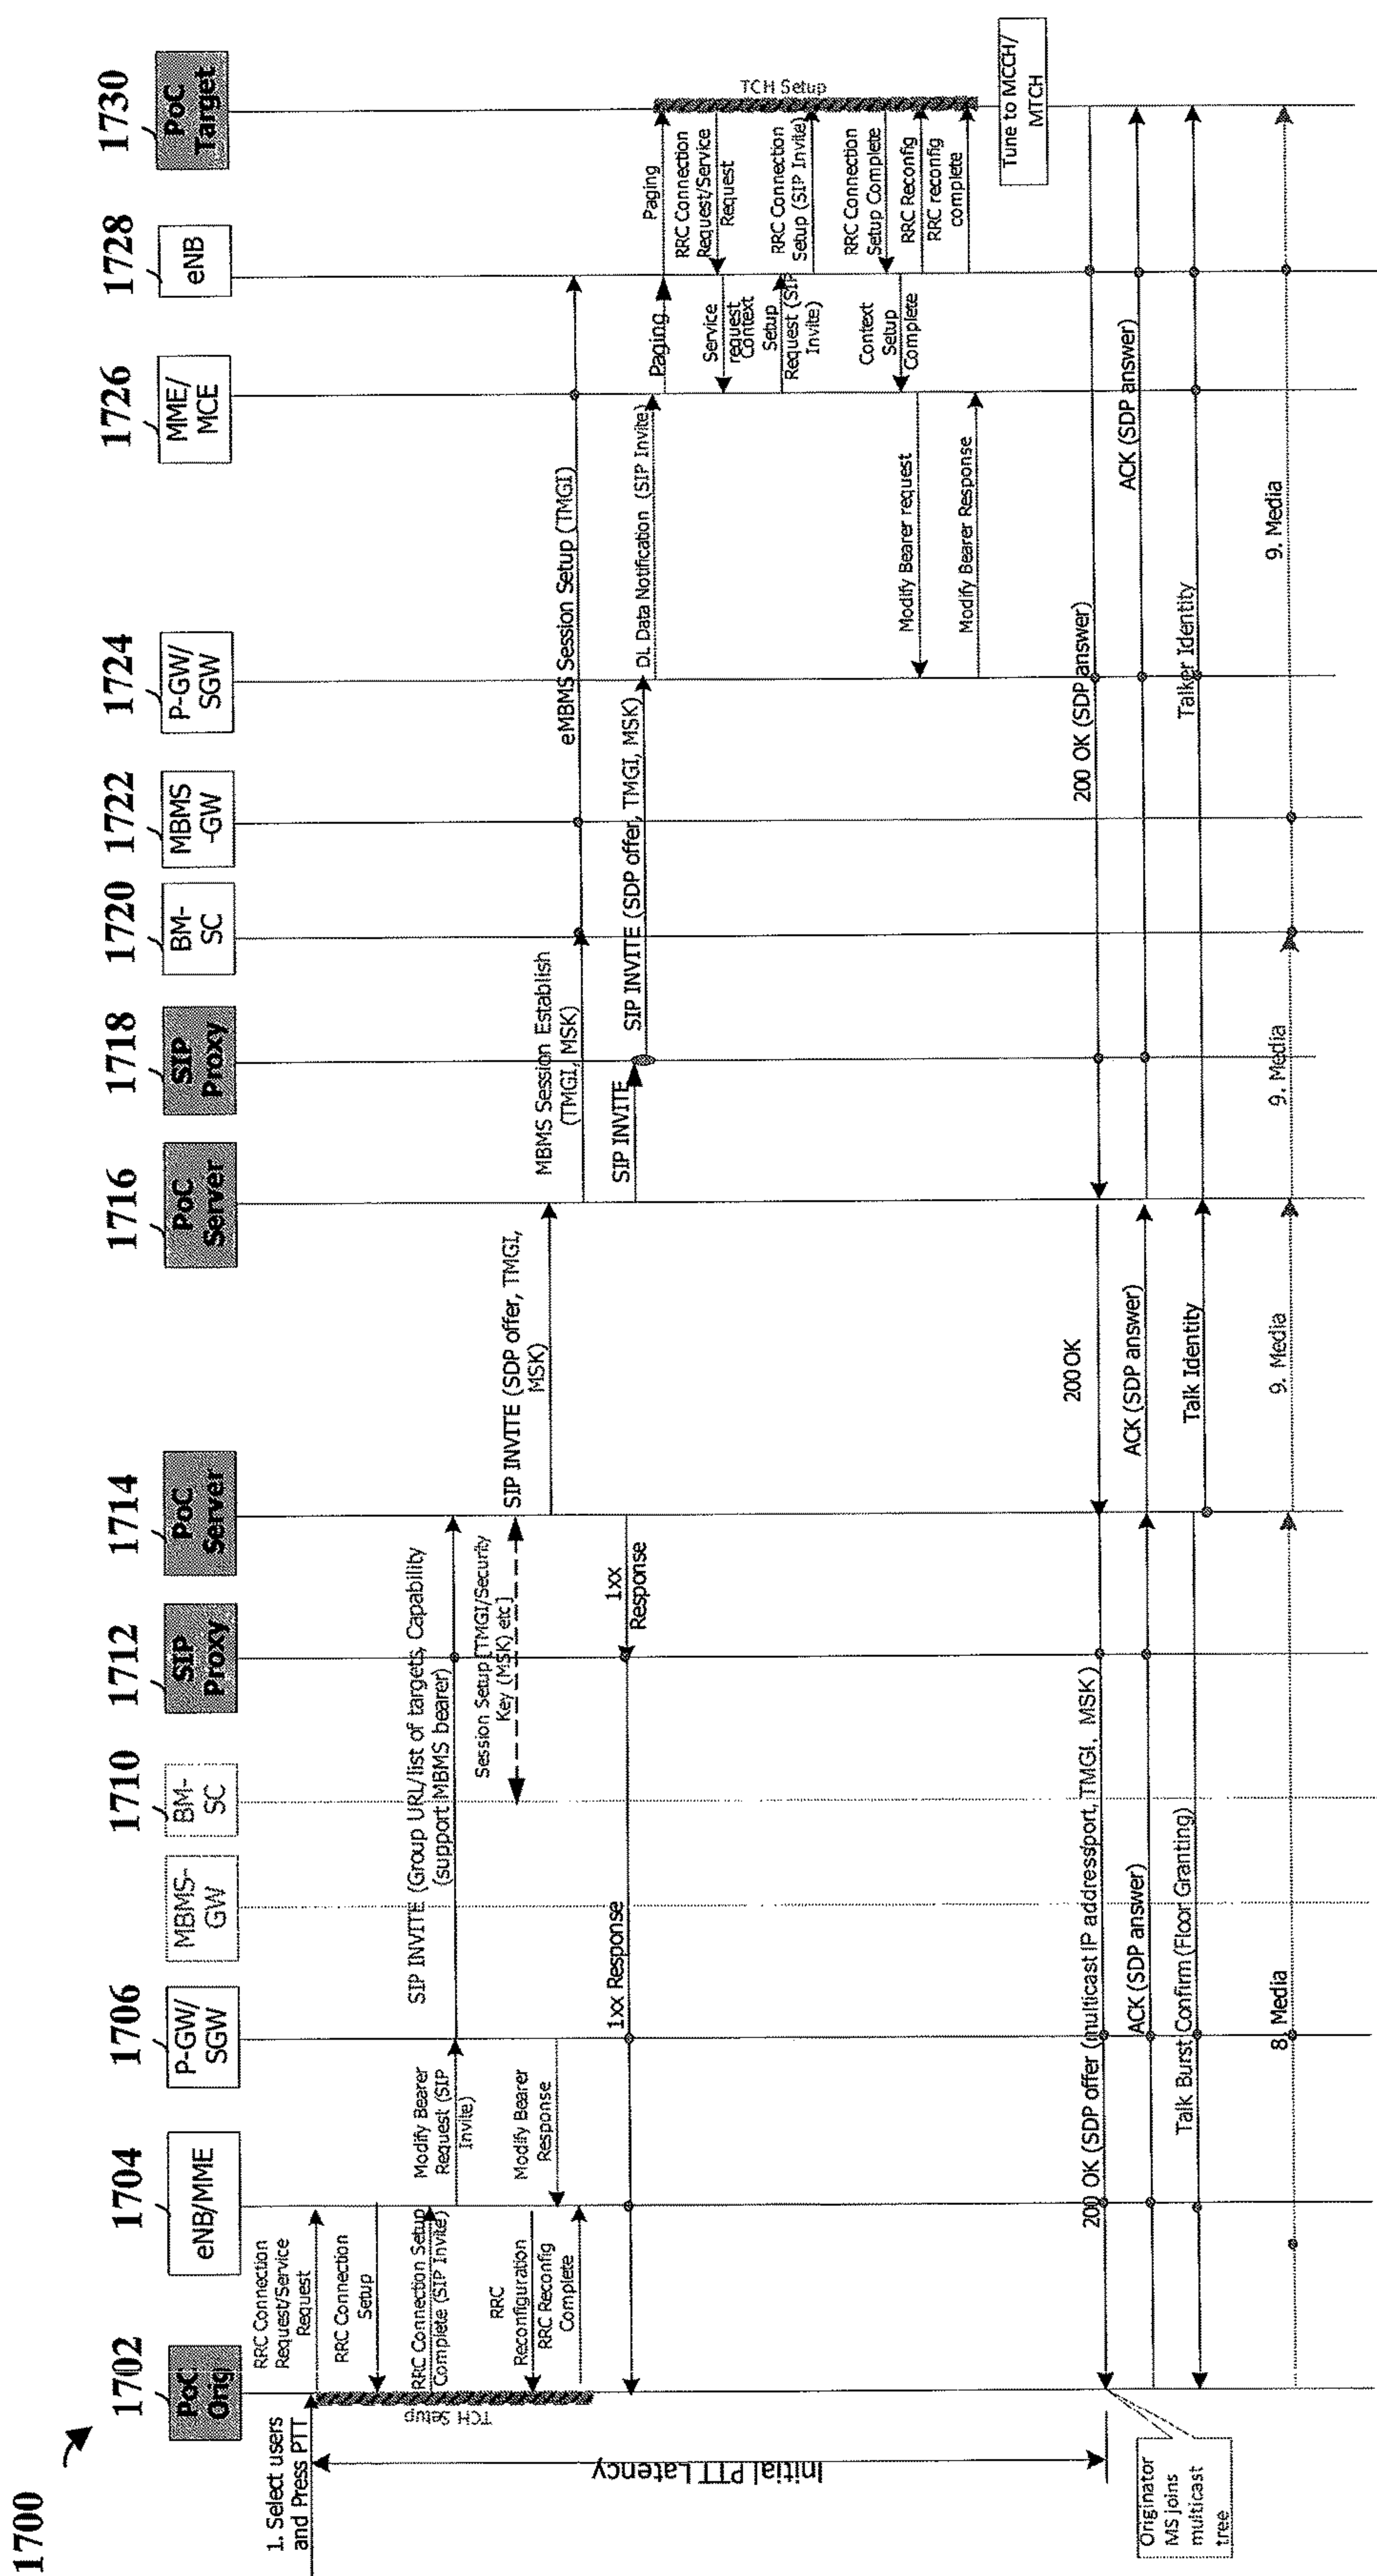 1700
1702
1704
1706
1710
1712
1714
1716
1718
1720
1722
1724
1726
1728
1730
PoC
Orig
eNB/MME
P-GW/
SGW
MBMS-
GW
BM-
SC
SIP
Proxy
PoC
Server
PoC
Server
SIP
Proxy
BM-
SC
MBMS
-GW
P-GW/
SGW
MME/
MCE
eNB
PoC
Target
1. Select users
and Press PTT
TCH Setup
Initial PTT Latency
RRC Connection
Request/Service
Request
RRC Connection
Setup
RRC Connection Setup
Complete (SIP Invite)
Modify Bearer
Request (SIP
Invite)
SIP INVITE (Group URL/list of targets, Capability
(support MBMS bearer)
Session Setup [TMGI/Security
Key (MSK) etc]
SIP INVITE (SDP offer, TMGI,
MSK)
RRC
Reconfiguration
RRC Reconfig
Complete
Modify Bearer
Response
1xx Response
1xx
Response
MBMS Session Establish
(TMGI, MSK)
eMBMS Session Setup (TMGI)
SIP INVITE
SIP INVITE (SDP offer, TMGI, MSK)
DL Data Notification (SIP Invite)
Paging
Paging
RRC Connection
Request/Service
Request
Service
request
Context
Setup
Request (SIP
Invite)
RRC Connection
Setup (SIP Invite)
RRC Connection
Setup Complete
Context
Setup
Complete
RRC Reconfig
RRC reconfig
complete
TCH Setup
Modify Bearer request
Modify Bearer Response
Tune to MCCH/
MTCH
200 OK (SDP answer)
200 OK
200 OK (SDP offer (multicast IP addressport, TMGI, MSK)
Originator
MS joins
multicast
tree
ACK (SDP answer)
ACK (SDP answer)
ACK (SDP answer)
Talk Burst Confirm (Floor Granting)
Talk Identity
Talker Identity
8. Media
9. Media
9. Media
9. Media